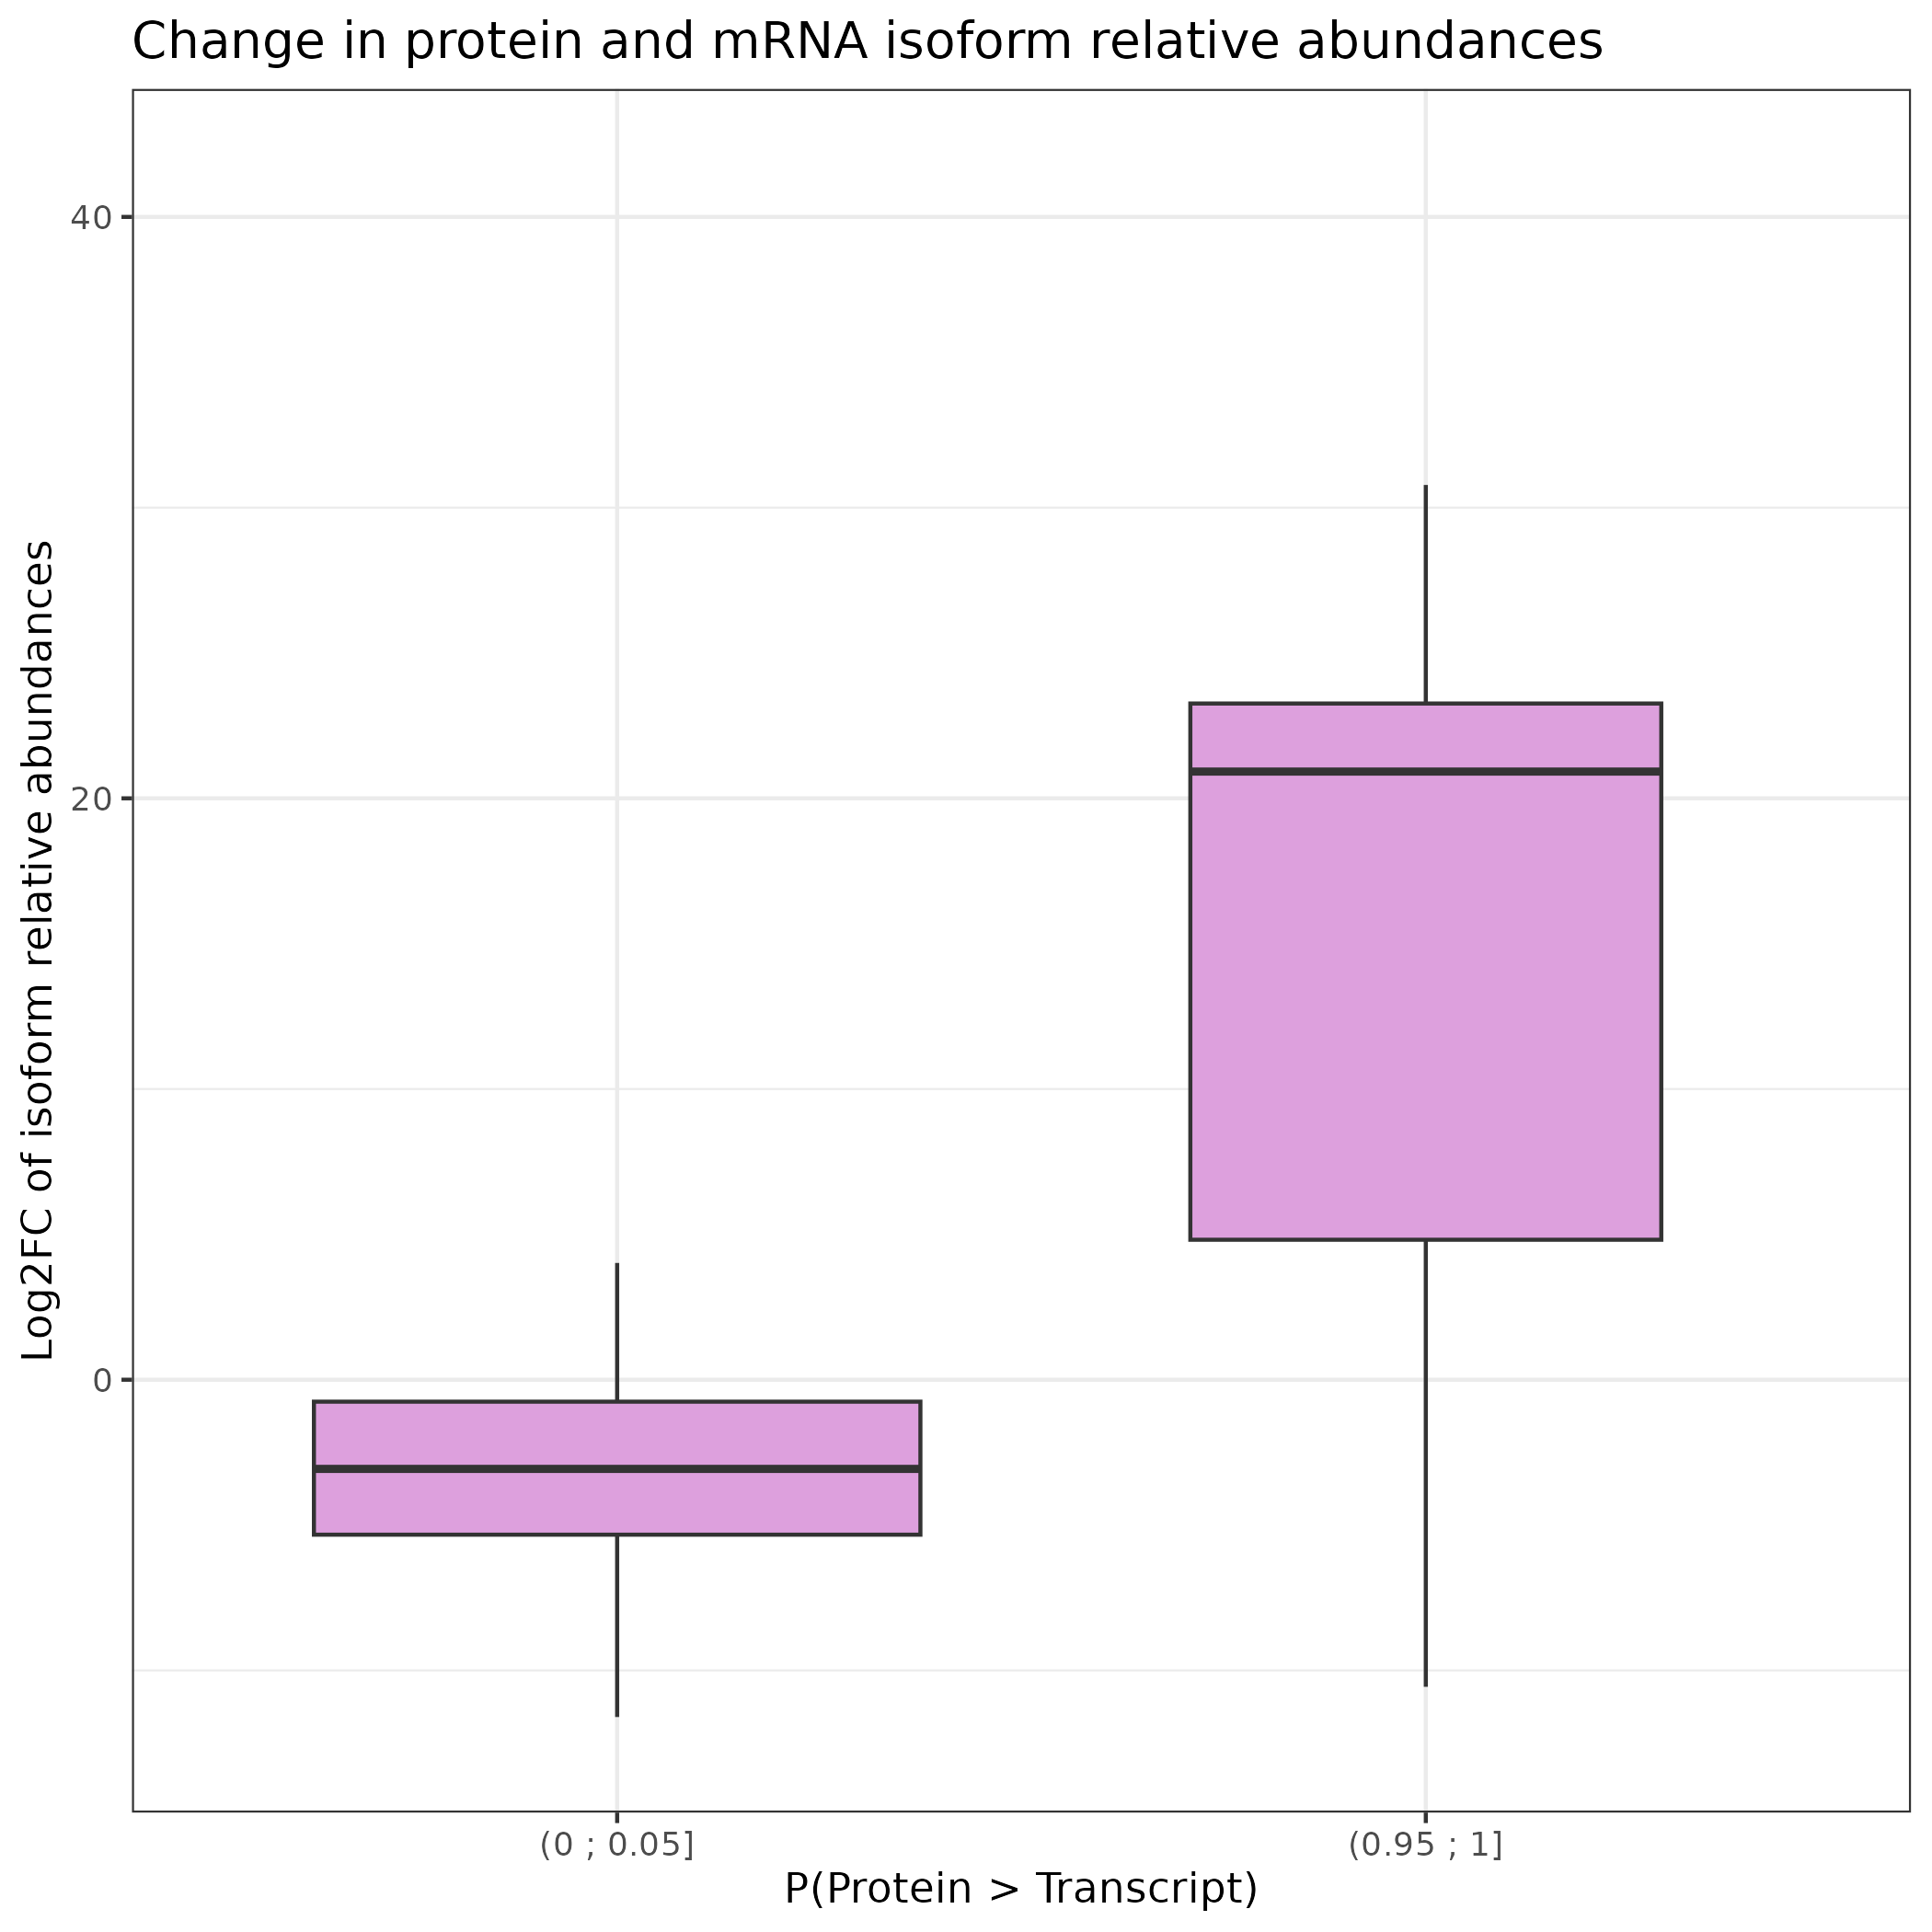 Change in protein and mRNA isoform relative abundances
Log2FC of isoform relative abundances
40
20
0
(0 ; 0.05]
(0.95 ; 1]
P(Protein > Transcript)